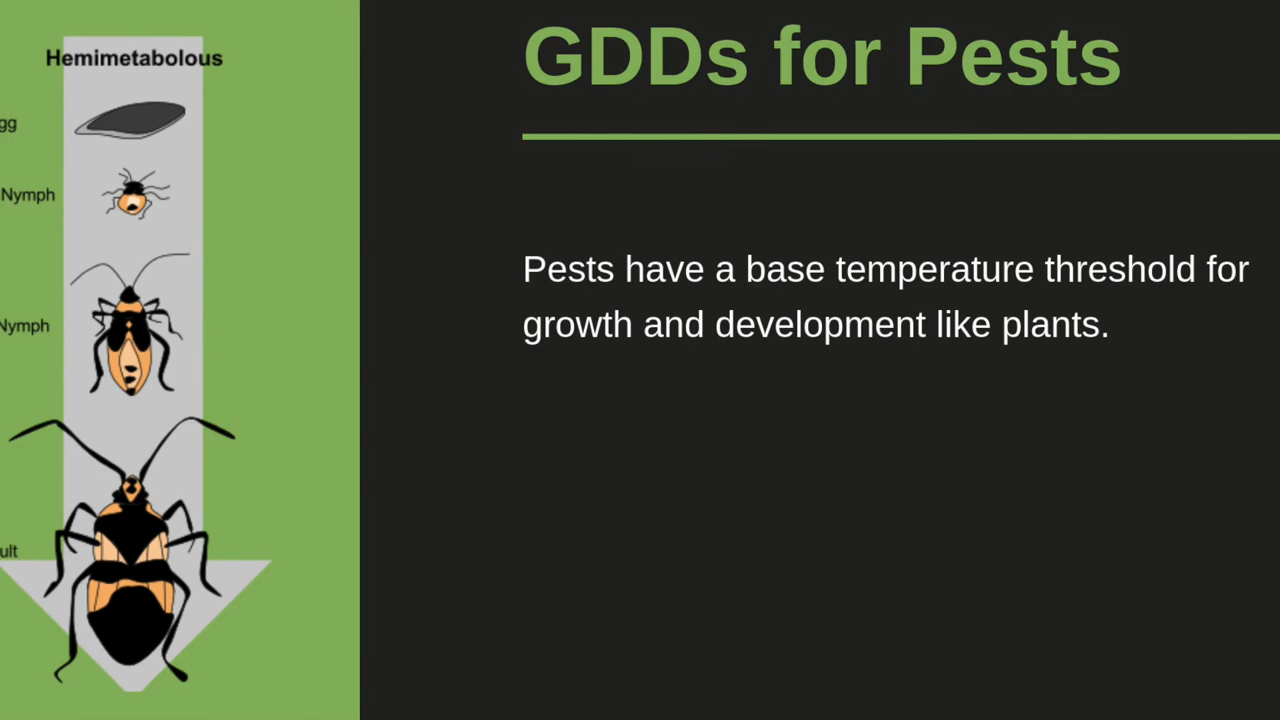 Hemimetabolous
gg
Nymph
Nymph
ult
GDDs for Pests
Pests have a base temperature threshold for
growth and development like plants.